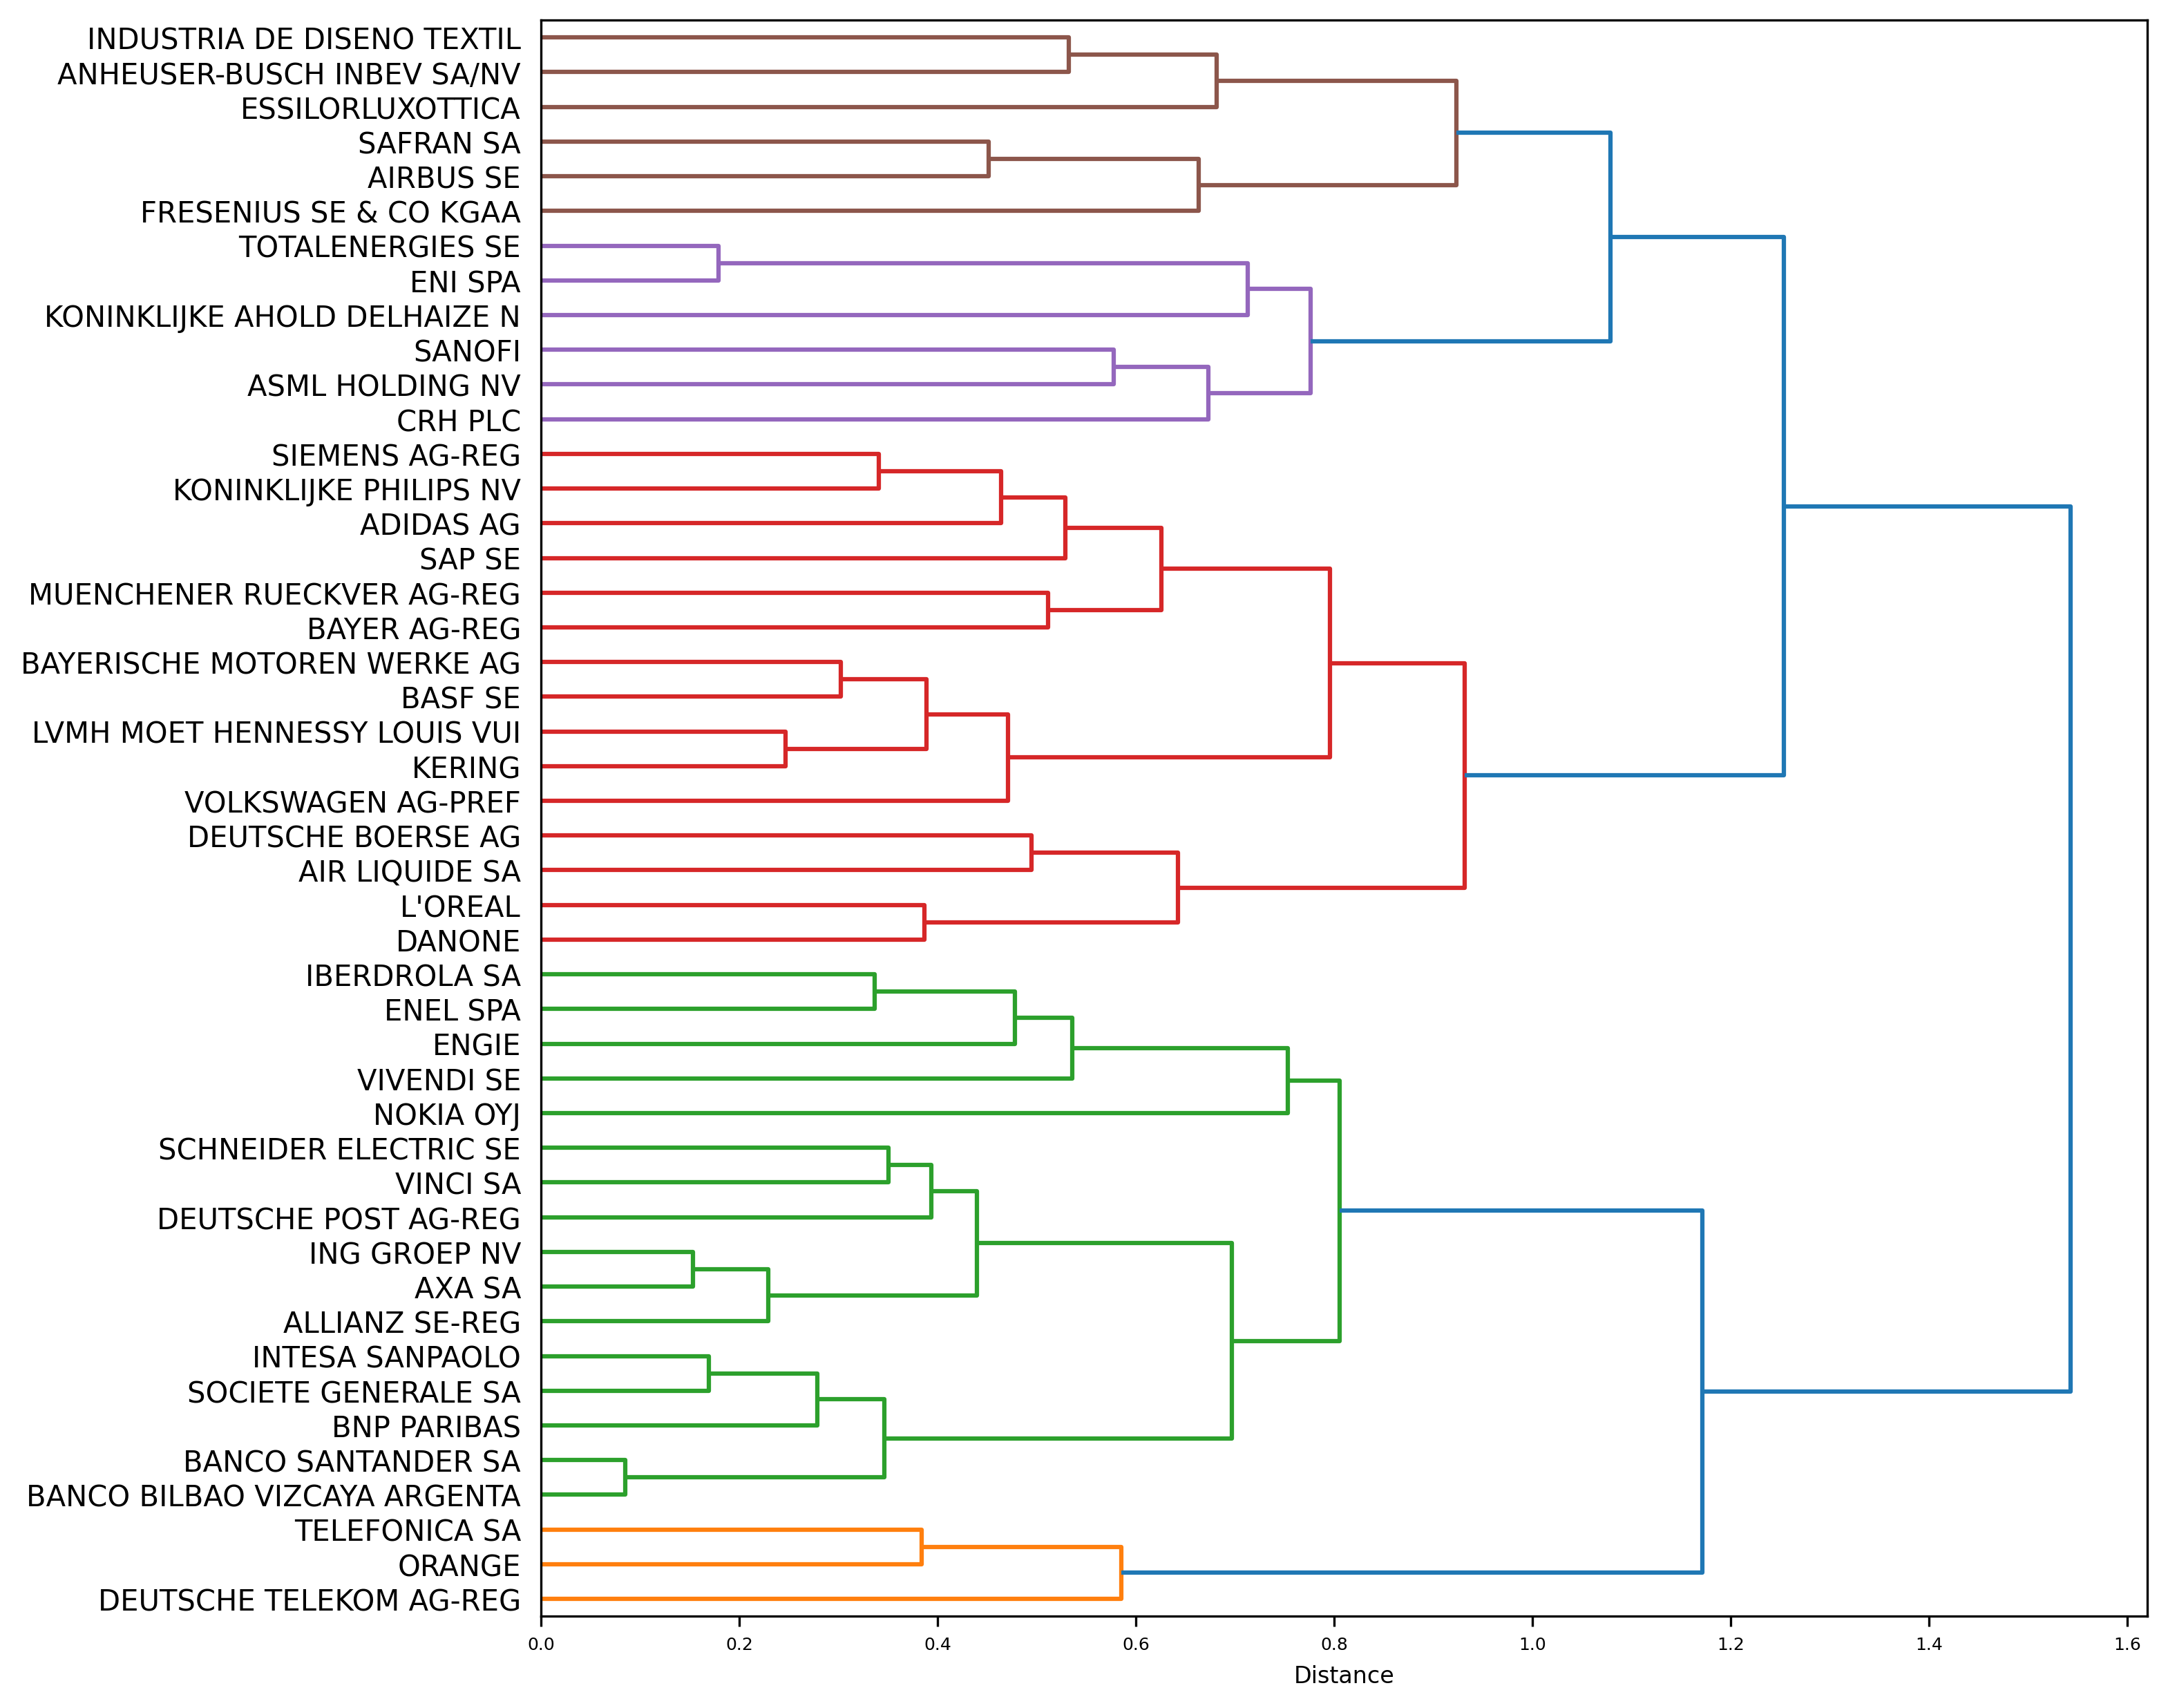 INDUSTRIA DE DISENO TEXTIL
ANHEUSER-BUSCH INBEV SA/NV
ESSILORLUXOTTICA
SAFRAN SA
AIRBUS SE
FRESENIUS SE & CO KGAA
TOTALENERGIES SE
ENI SPA
KONINKLIJKE AHOLD DELHAIZE N
SANOFI
ASML HOLDING NV
CRH PLC
SIEMENS AG-REG
KONINKLIJKE PHILIPS NV
ADIDAS AG
SAP SE
MUENCHENER RUECKVER AG-REG
BAYER AG-REG
BAYERISCHE MOTOREN WERKE AG
BASF SE
LVMH MOET HENNESSY LOUIS VUI
KERING
VOLKSWAGEN AG-PREF
DEUTSCHE BOERSE AG
AIR LIQUIDE SA
L'OREAL
DANONE
IBERDROLA SA
ENEL SPA
ENGIE
VIVENDI SE
NOKIA OYJ
SCHNEIDER ELECTRIC SE
VINCI SA
DEUTSCHE POST AG-REG
ING GROEP NV
AXA SA
ALLIANZ SE-REG
INTESA SANPAOLO
SOCIETE GENERALE SA
BNP PARIBAS
BANCO SANTANDER SA
BANCO BILBAO VIZCAYA ARGENTA
TELEFONICA SA
ORANGE
DEUTSCHE TELEKOM AG-REG
0.0 0.2 0.4 0.6 0.8 1.0 1.2 1.4 1.6
Distance